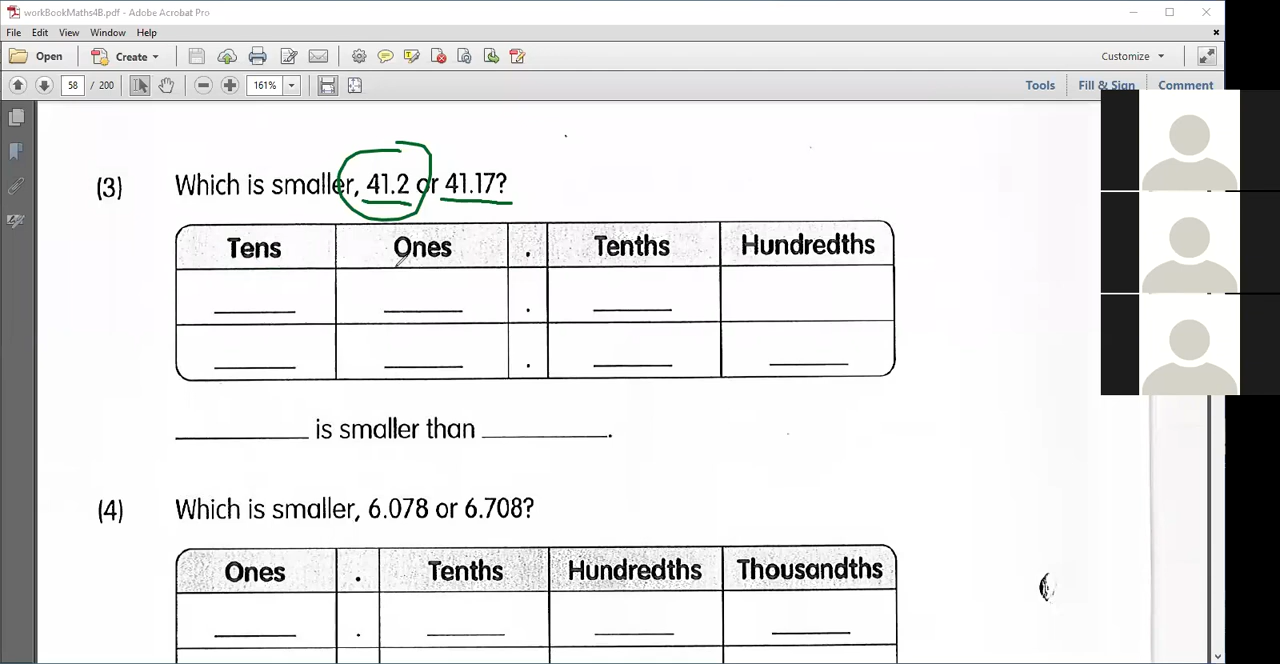 workBookMaths4B.pdf - Adobe Acrobat Pro
File Edit View Window Help
Open Create Customize
58 / 200 161% Tools Fill & Sign Comment
(3) Which is smaller, 41.2 or 41.17?
Tens Ones . Tenths Hundredths
.
.
is smaller than .
(4) Which is smaller, 6.078 or 6.708?
Ones . Tenths Hundredths Thousandths
.